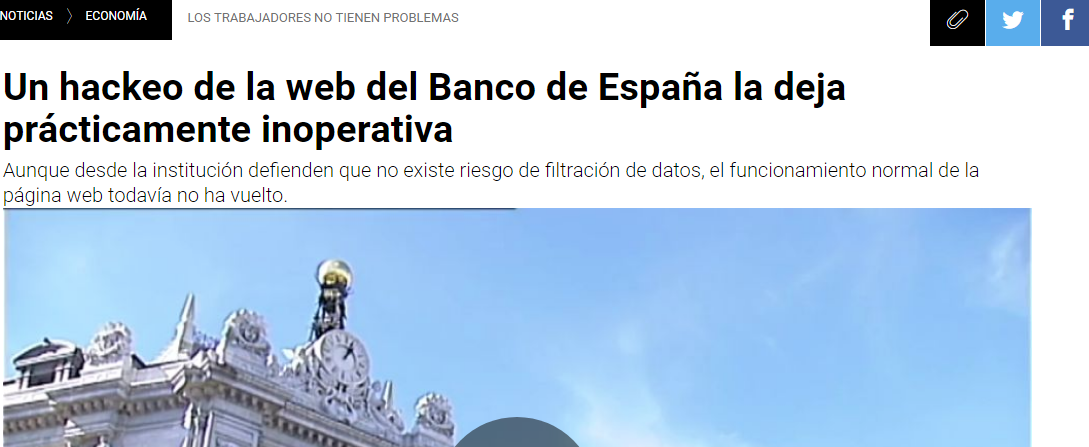 NOTICIAS > ECONOMÍA LOS TRABAJADORES NO TIENEN PROBLEMAS
Un hackeo de la web del Banco de España la deja
prácticamente inoperativa
Aunque desde la institución defienden que no existe riesgo de filtración de datos, el funcionamiento normal de la
página web todavía no ha vuelto.